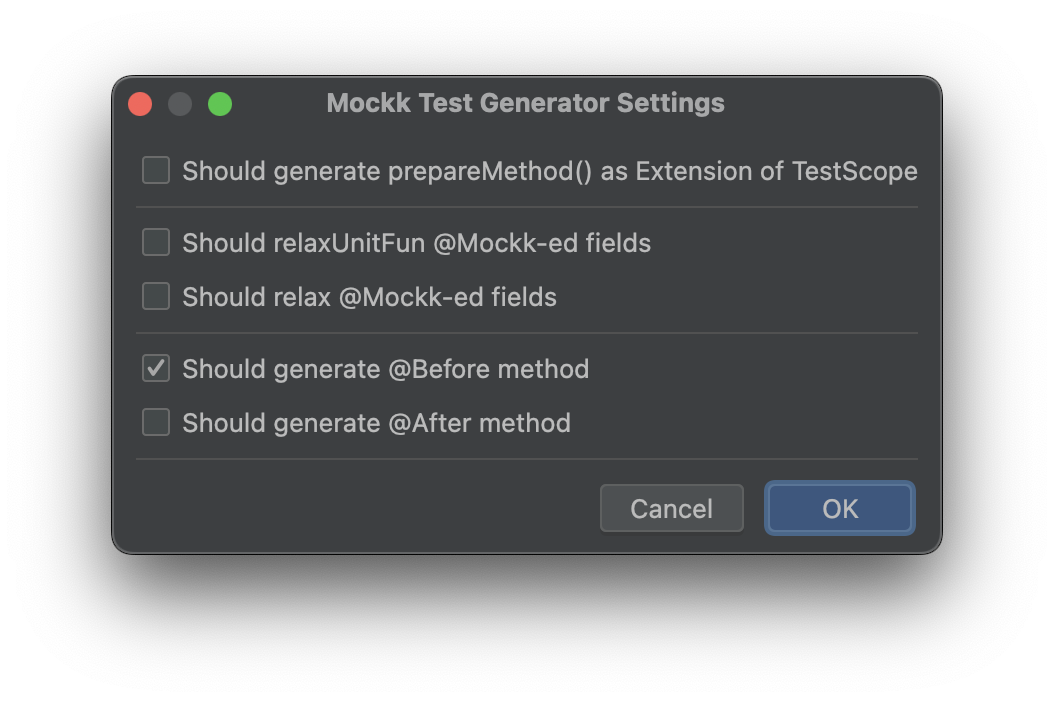 Mockk Test Generator Settings
Should generate prepareMethod() as Extension of TestScope
Should relaxUnitFun @Mockk-ed fields
Should relax @Mockk-ed fields
Should generate @Before method
Should generate @After method
Cancel
OK